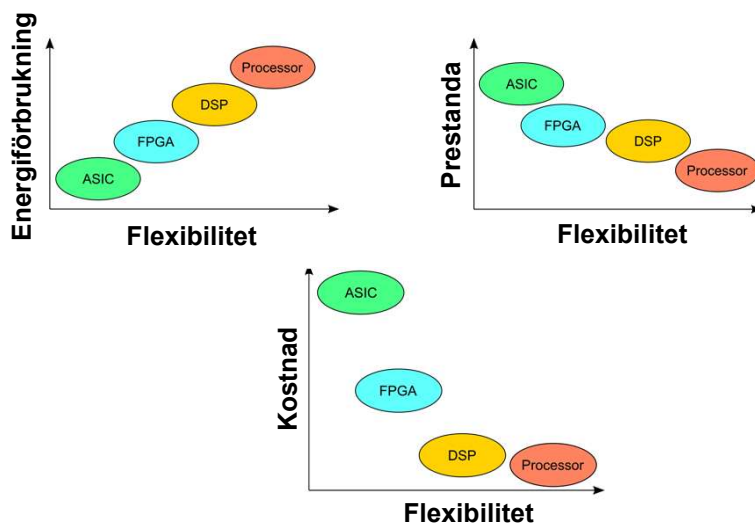 Energiförbrukning
Processor
DSP
FPGA
ASIC
Flexibilitet
Prestanda
ASIC
FPGA
DSP
Processor
Flexibilitet
Kostnad
ASIC
FPGA
DSP
Processor
Flexibilitet